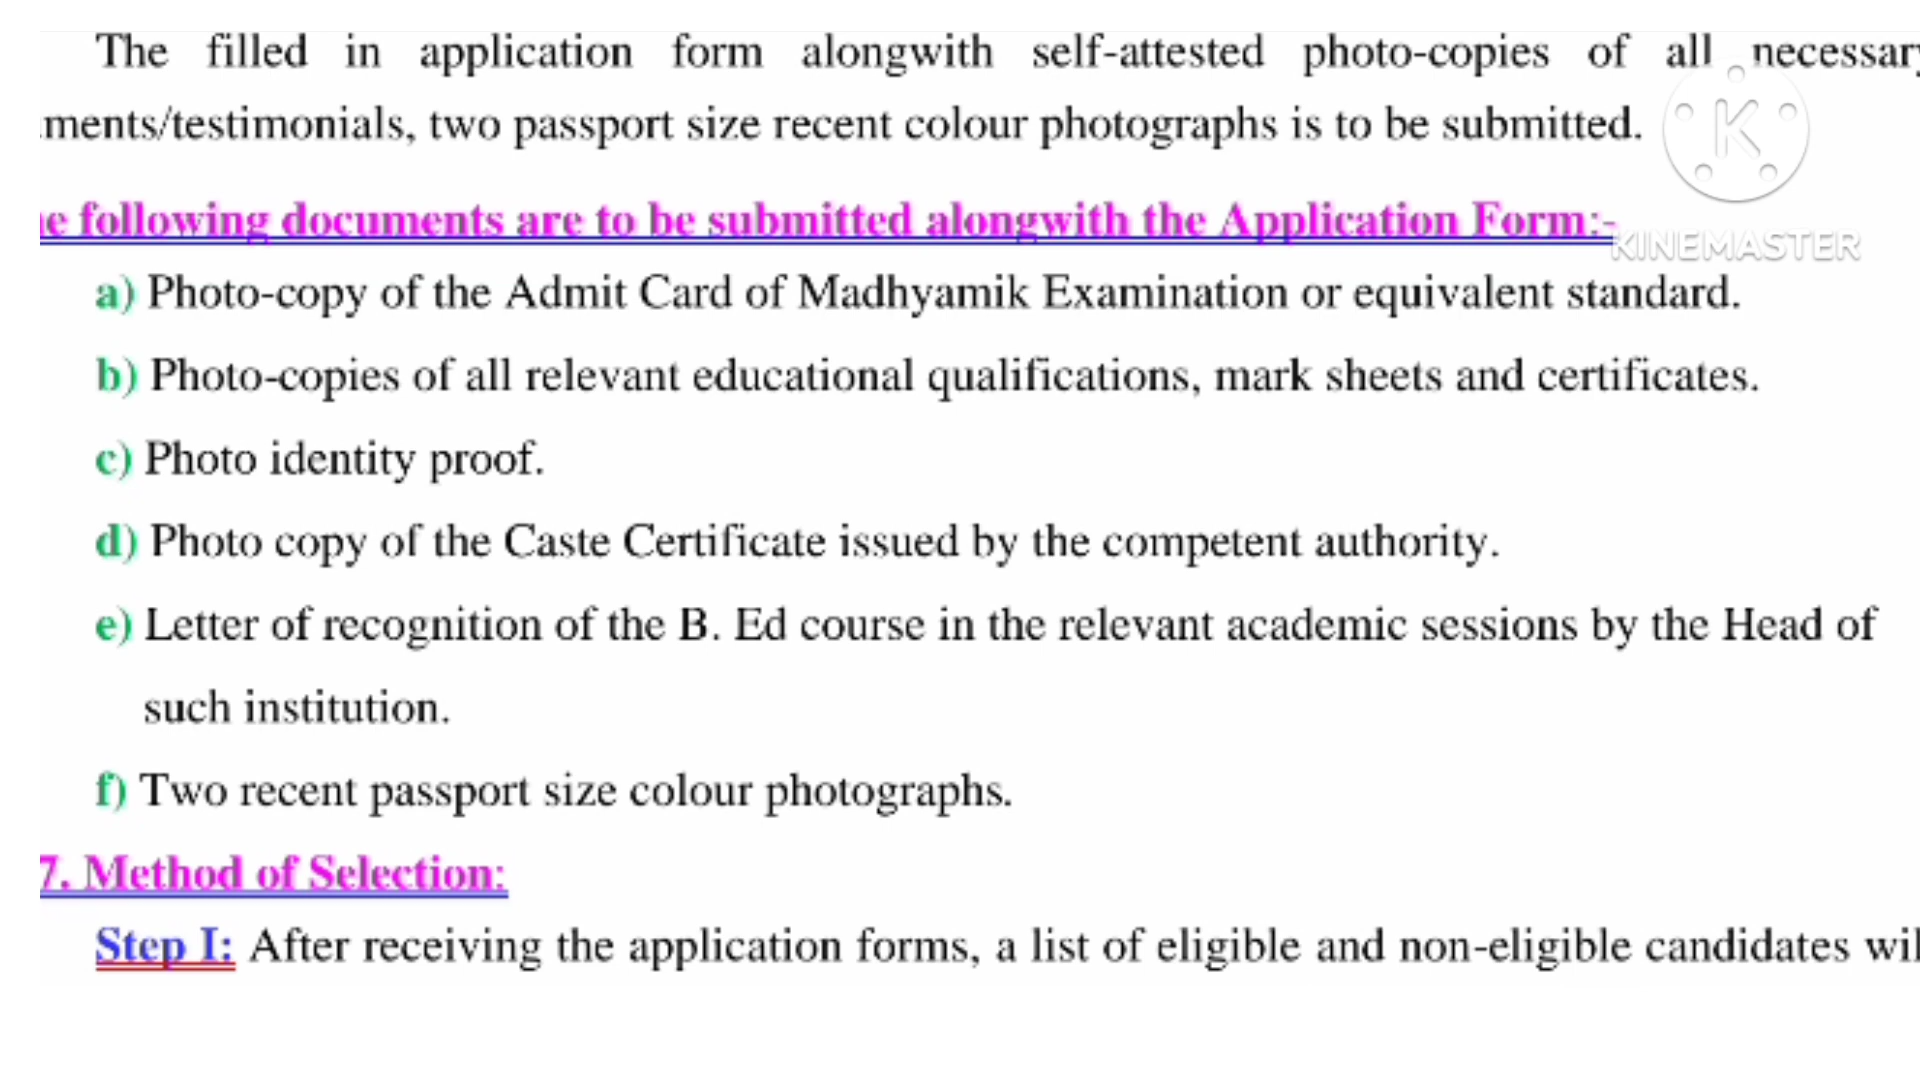 The filled in application form alongwith self-attested photo-copies of all necessary
ments/testimonials, two passport size recent colour photographs is to be submitted.
e following documents are to be submitted alongwith the Application Form:-
KINEMASTER
a) Photo-copy of the Admit Card of Madhyamik Examination or equivalent standard.
b) Photo-copies of all relevant educational qualifications, mark sheets and certificates.
c) Photo identity proof.
d) Photo copy of the Caste Certificate issued by the competent authority.
e) Letter of recognition of the B. Ed course in the relevant academic sessions by the Head of
such institution.
f) Two recent passport size colour photographs.
7. Method of Selection:
Step I: After receiving the application forms, a list of eligible and non-eligible candidates wil